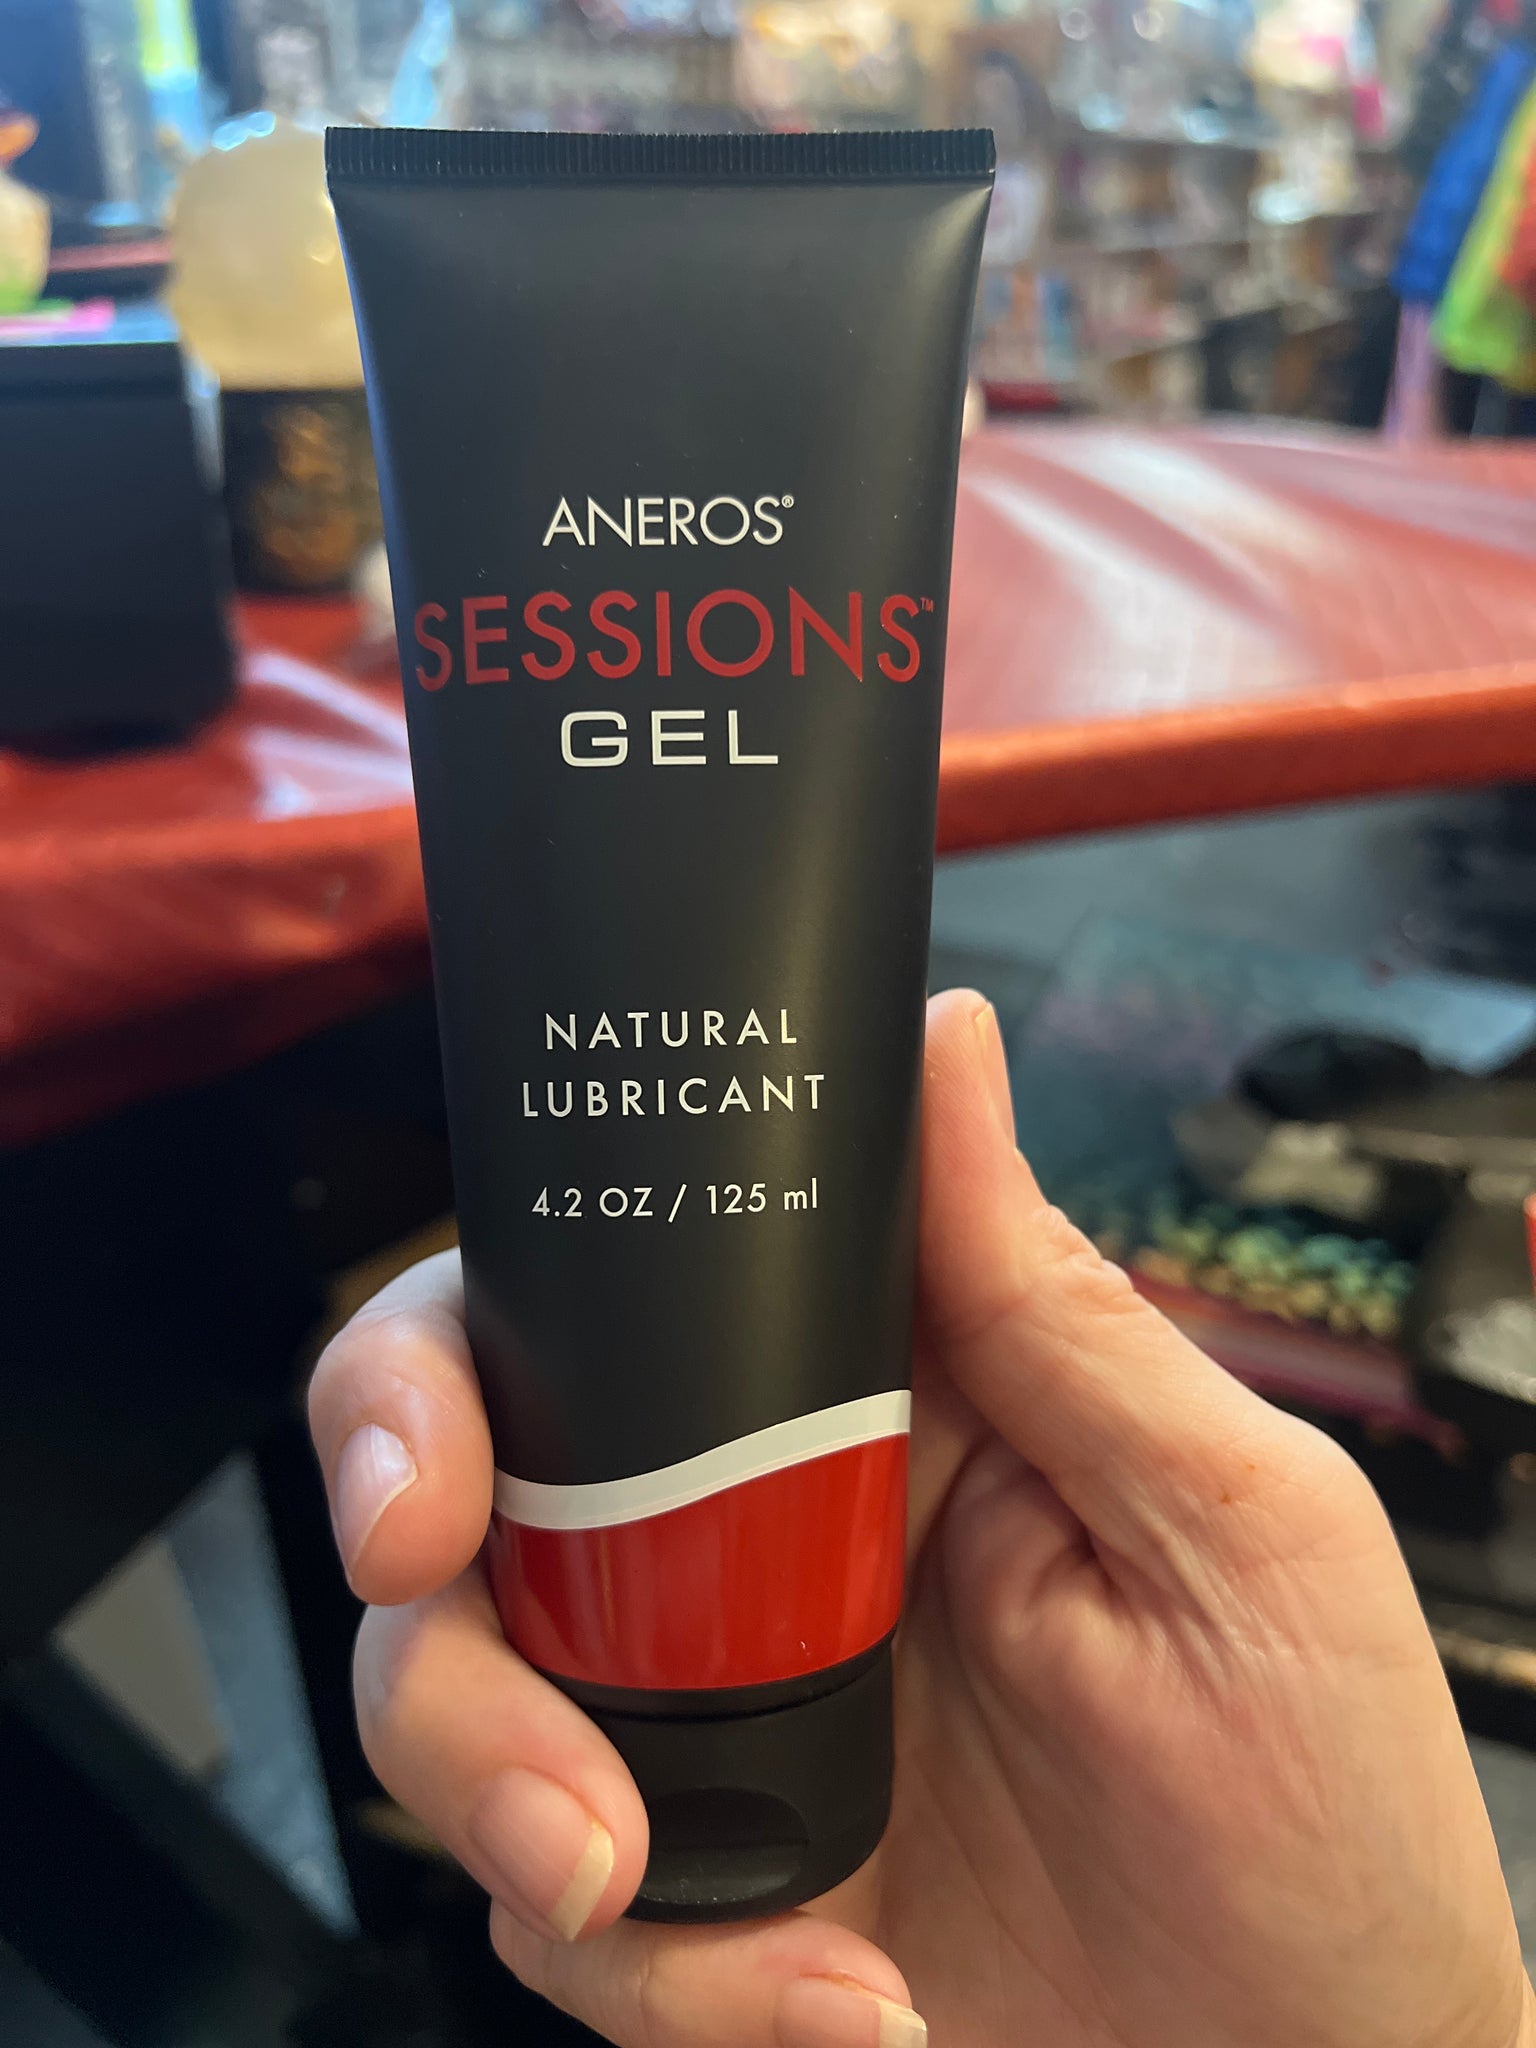 ANEROS®
SESSIONS™
GEL
NATURAL
LUBRICANT
4.2 OZ / 125 ml